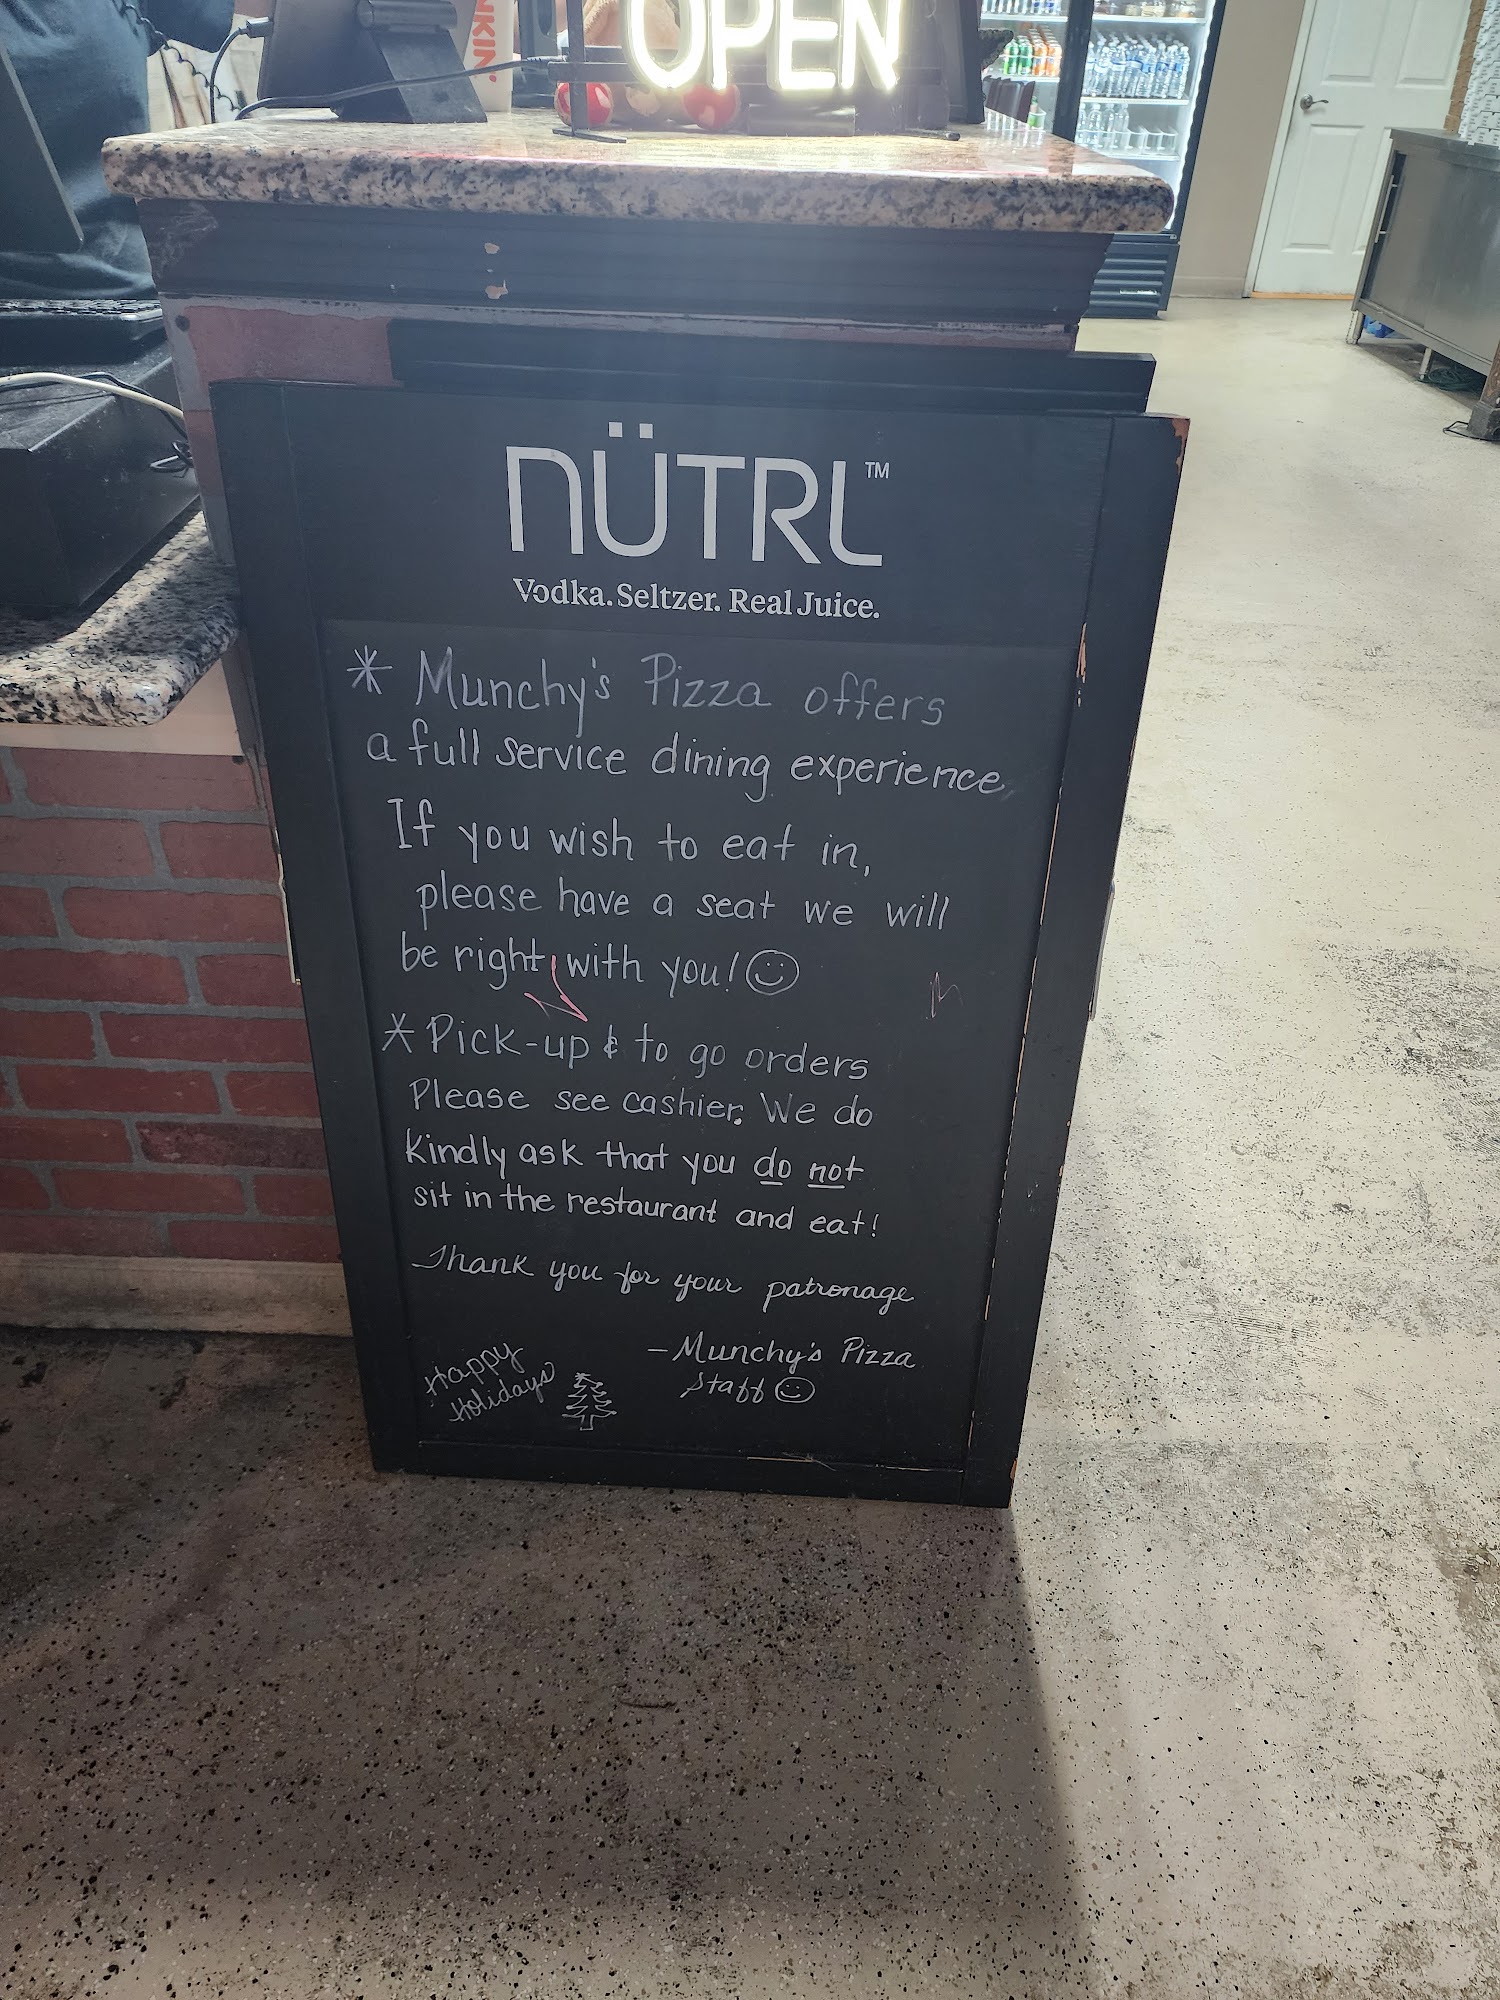 NKIN'
OPEN
nÜTRL™
Vodka. Seltzer. Real Juice.
* Munchy's Pizza offers
a full service dining experience
If you wish to eat in,
please have a seat we will
be right with you! ☺
* Pick-up & to go orders
Please see cashier. We do
Kindly ask that you do not
sit in the restaurant and eat!
Thank you for your patronage
- Munchy's Pizza
Staff ☺
Happy
Holidays